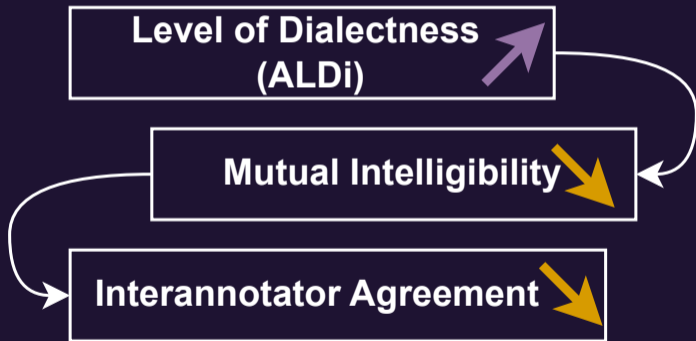 Level of Dialectness
(ALDi)
Mutual Intelligibility
Interannotator Agreement